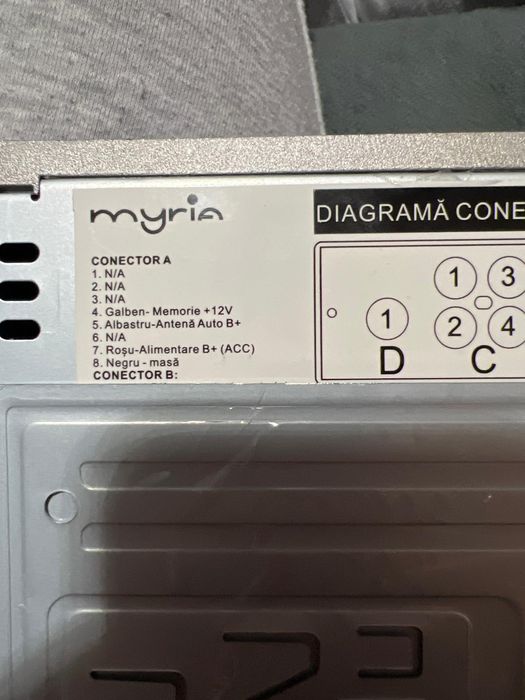 myria
DIAGRAMĂ CONE
CONECTOR A
1. N/A
2. N/A
3. N/A
4. Galben- Memorie +12V
5. Albastru-Antenă Auto B+
6. N/A
7. Roşu-Alimentare B+ (ACC)
8. Negru - masă
CONECTOR B:
1 3
1
2 4
D C